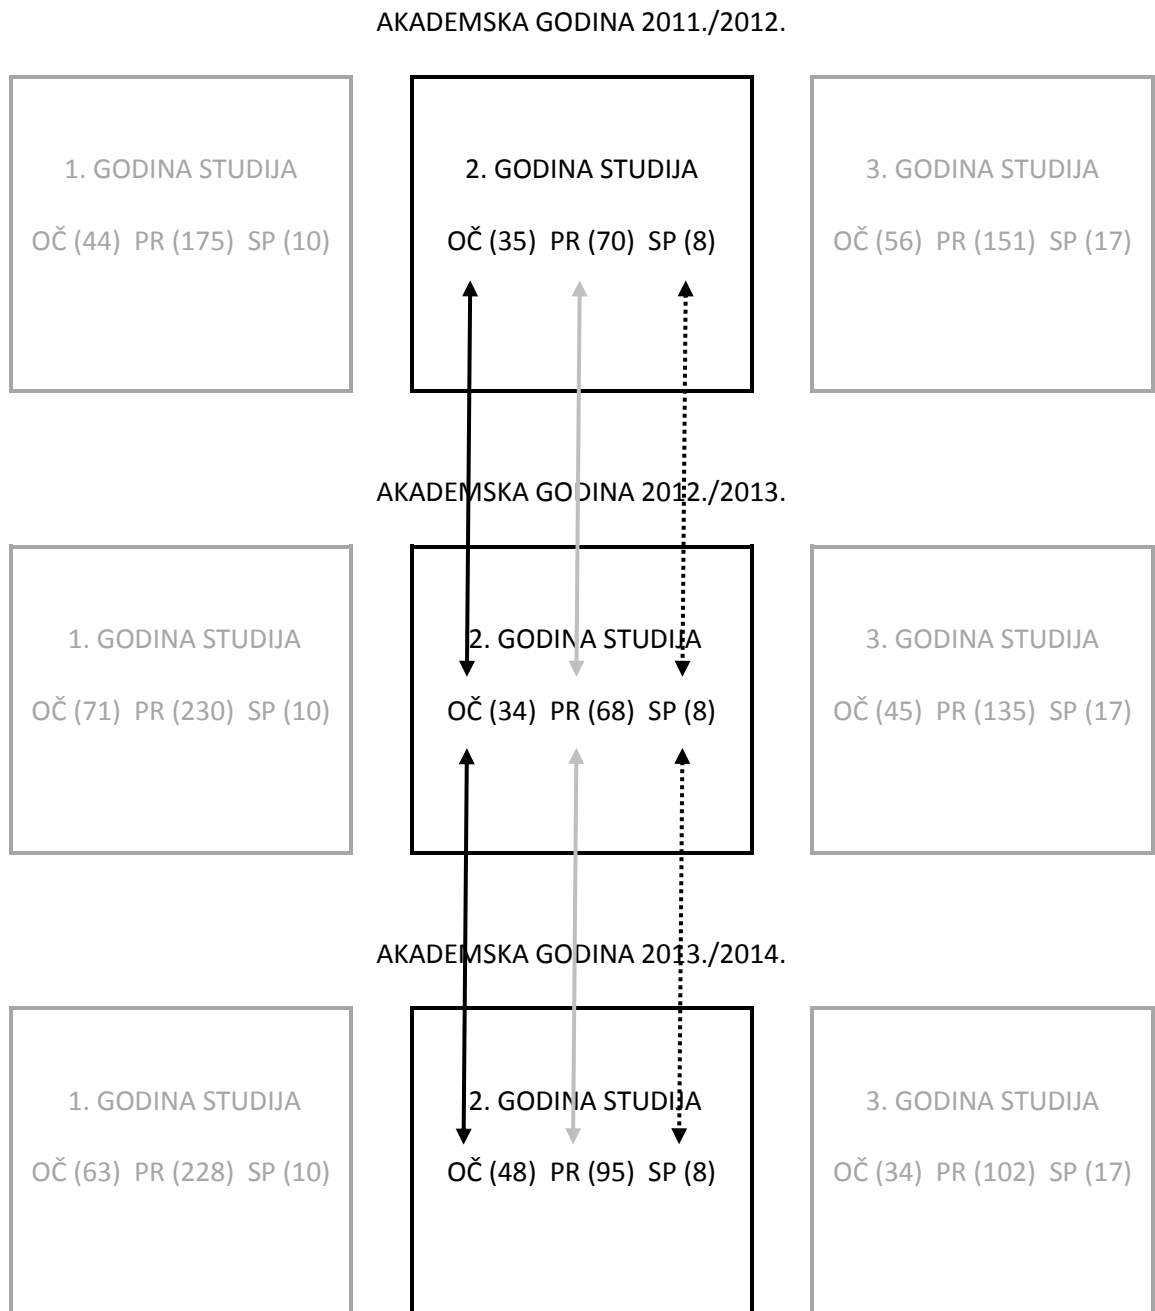 AKADEMSKA GODINA 2011./2012.
1. GODINA STUDIJA
OČ (44) PR (175) SP (10)
2. GODINA STUDIJA
OČ (35) PR (70) SP (8)
3. GODINA STUDIJA
OČ (56) PR (151) SP (17)
AKADEMSKA GODINA 2012./2013.
1. GODINA STUDIJA
OČ (71) PR (230) SP (10)
2. GODINA STUDIJA
OČ (34) PR (68) SP (8)
3. GODINA STUDIJA
OČ (45) PR (135) SP (17)
AKADEMSKA GODINA 2013./2014.
1. GODINA STUDIJA
OČ (63) PR (228) SP (10)
2. GODINA STUDIJA
OČ (48) PR (95) SP (8)
3. GODINA STUDIJA
OČ (34) PR (102) SP (17)